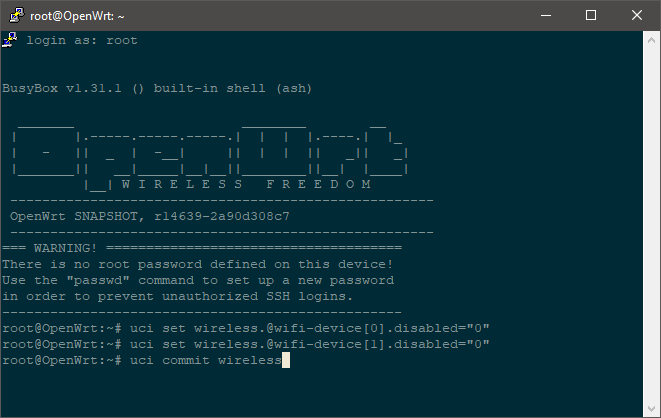 root@OpenWrt: ~
login as: root
BusyBox v1.31.1 () built-in shell (ash)
OpenWrt
W I R E L E S S   F R E E D O M
-----------------------------------------------------
OpenWrt SNAPSHOT, r14639-2a90d308c7
-----------------------------------------------------
=== WARNING! =====================================
There is no root password defined on this device!
Use the "passwd" command to set up a new password
in order to prevent unauthorized SSH logins.
--------------------------------------------------
root@OpenWrt:~# uci set wireless.@wifi-device[0].disabled="0"
root@OpenWrt:~# uci set wireless.@wifi-device[1].disabled="0"
root@OpenWrt:~# uci commit wireless